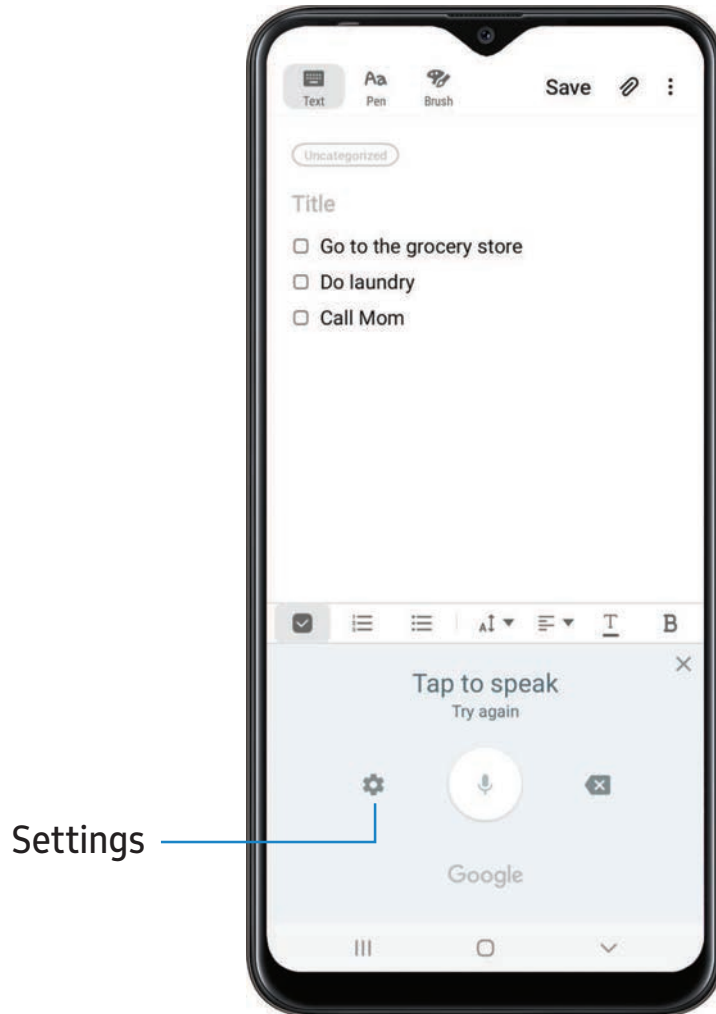 Text
Aa
Pen
Brush
Save
Uncategorized
Title
Go to the grocery store
Do laundry
Call Mom
A
T
B
Tap to speak
Try again
Settings
Google